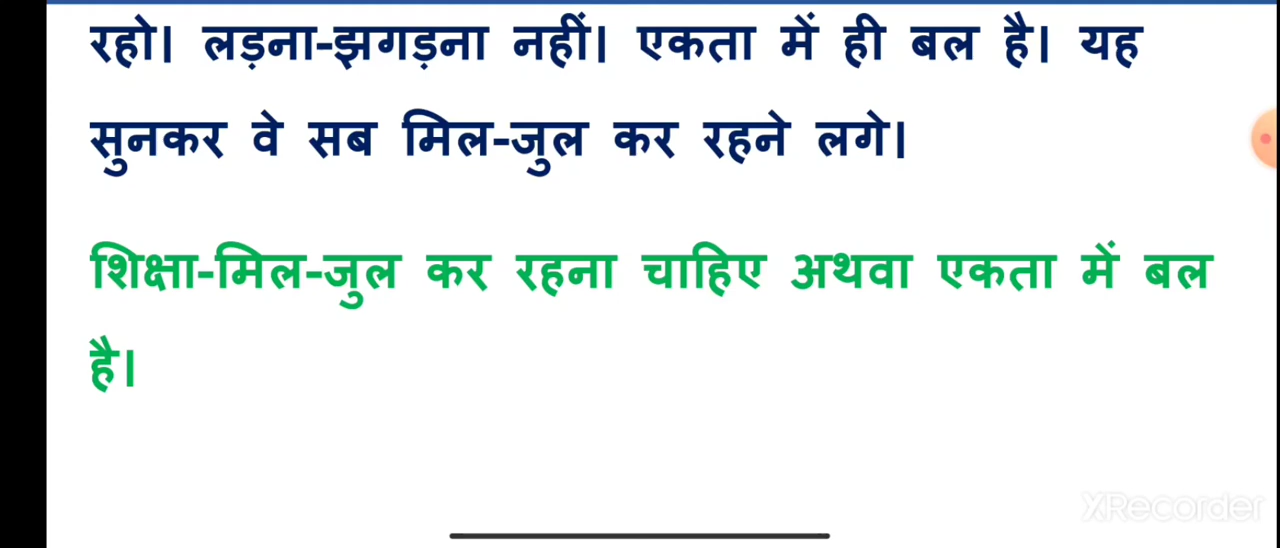 रहो। लड़ना-झगड़ना नहीं। एकता में ही बल है। यह
सुनकर वे सब मिल-जुल कर रहने लगे।
शिक्षा-मिल-जुल कर रहना चाहिए अथवा एकता में बल
है।
XRecorder